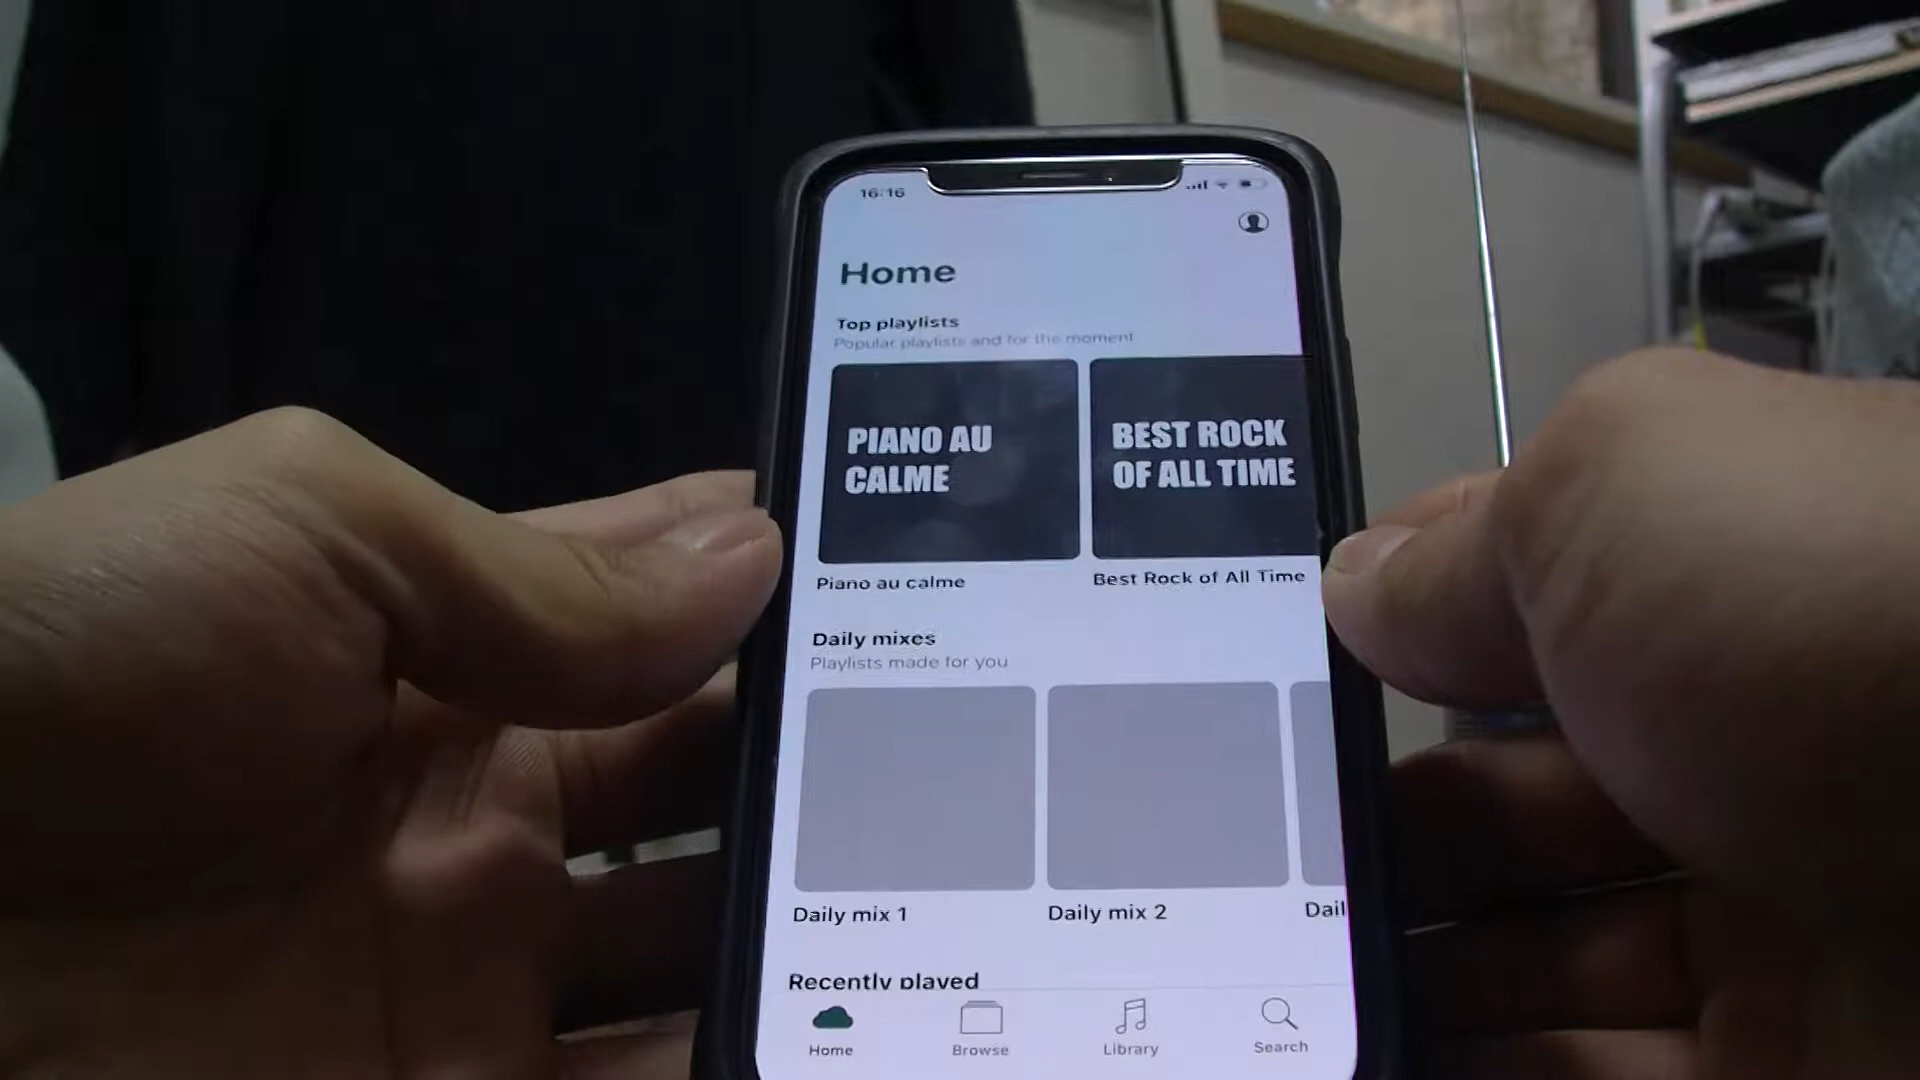 16:16
Home
Top playlists
Popular playlists and for the moment
PIANO AU
CALME
BEST ROCK
OF ALL TIME
Piano au calme
Best Rock of All Time
Daily mixes
Playlists made for you
Daily mix 1
Daily mix 2
Dail
Recently played
Home
Browse
Library
Search